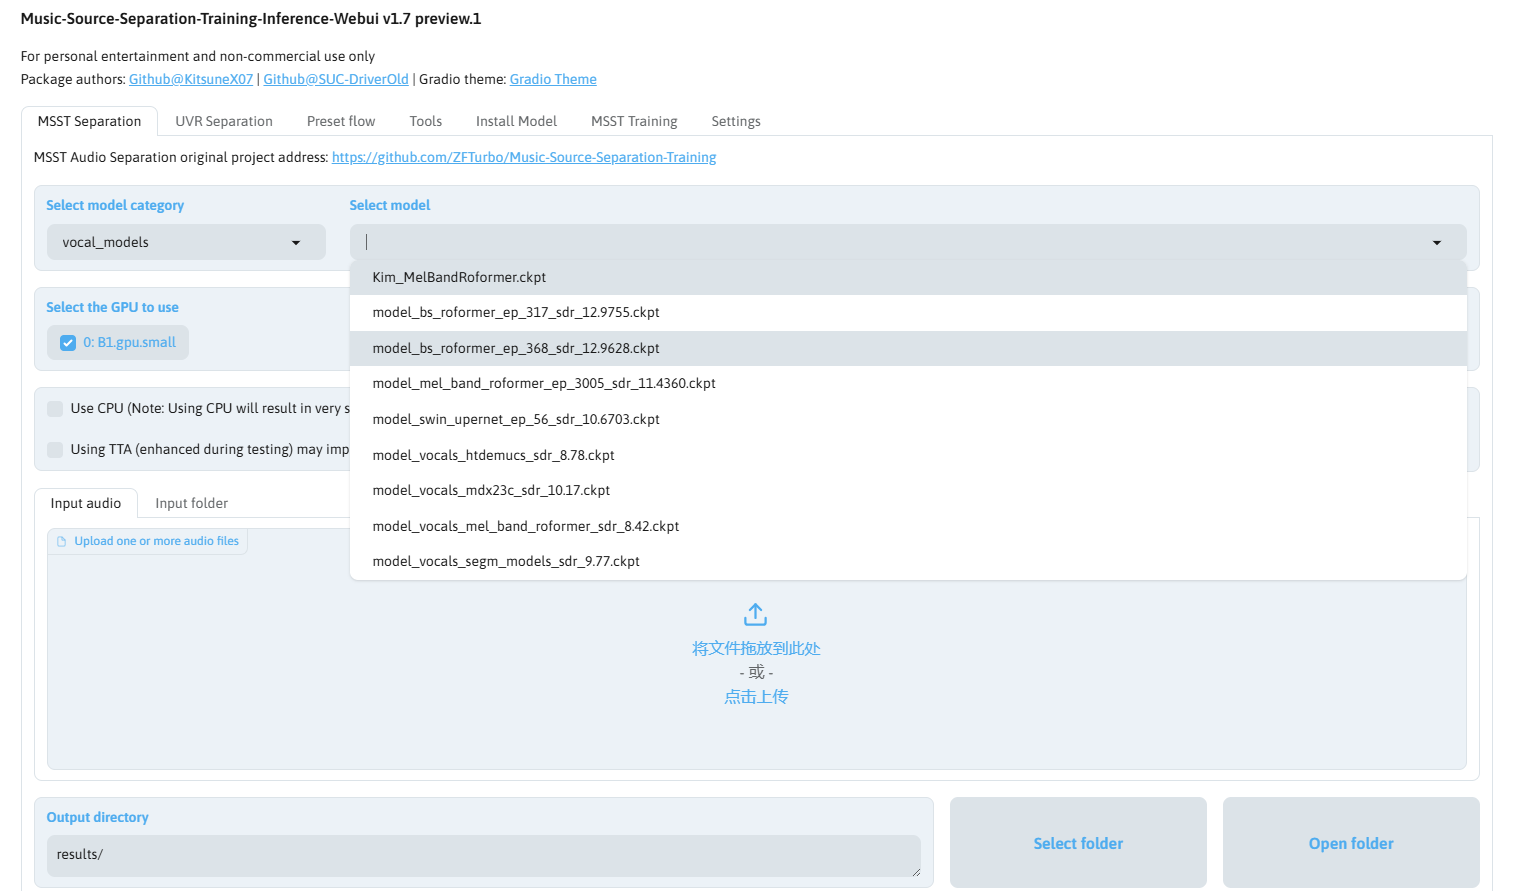 Music-Source-Separation-Training-Inference-Webui v1.7 preview.1
For personal entertainment and non-commercial use only
Package authors: Github@KitsuneX07 | Github@SUC-DriverOld | Gradio theme: Gradio Theme
MSST Separation UVR Separation Preset flow Tools Install Model MSST Training Settings
MSST Audio Separation original project address: https://github.com/ZFTurbo/Music-Source-Separation-Training
Select model category Select model
vocal_models
Kim_MelBandRoformer.ckpt
model_bs_roformer_ep_317_sdr_12.9755.ckpt
model_bs_roformer_ep_368_sdr_12.9628.ckpt
model_mel_band_roformer_ep_3005_sdr_11.4360.ckpt
model_swin_upernet_ep_56_sdr_10.6703.ckpt
model_vocals_htdemucs_sdr_8.78.ckpt
model_vocals_mdx23c_sdr_10.17.ckpt
model_vocals_mel_band_roformer_sdr_8.42.ckpt
model_vocals_segm_models_sdr_9.77.ckpt
Select the GPU to use
0: B1.gpu.small
Use CPU (Note: Using CPU will result in very s
Using TTA (enhanced during testing) may imp
Input audio Input folder
Upload one or more audio files
将文件拖放到此处
- 或 -
点击上传
Output directory
results/
Select folder Open folder